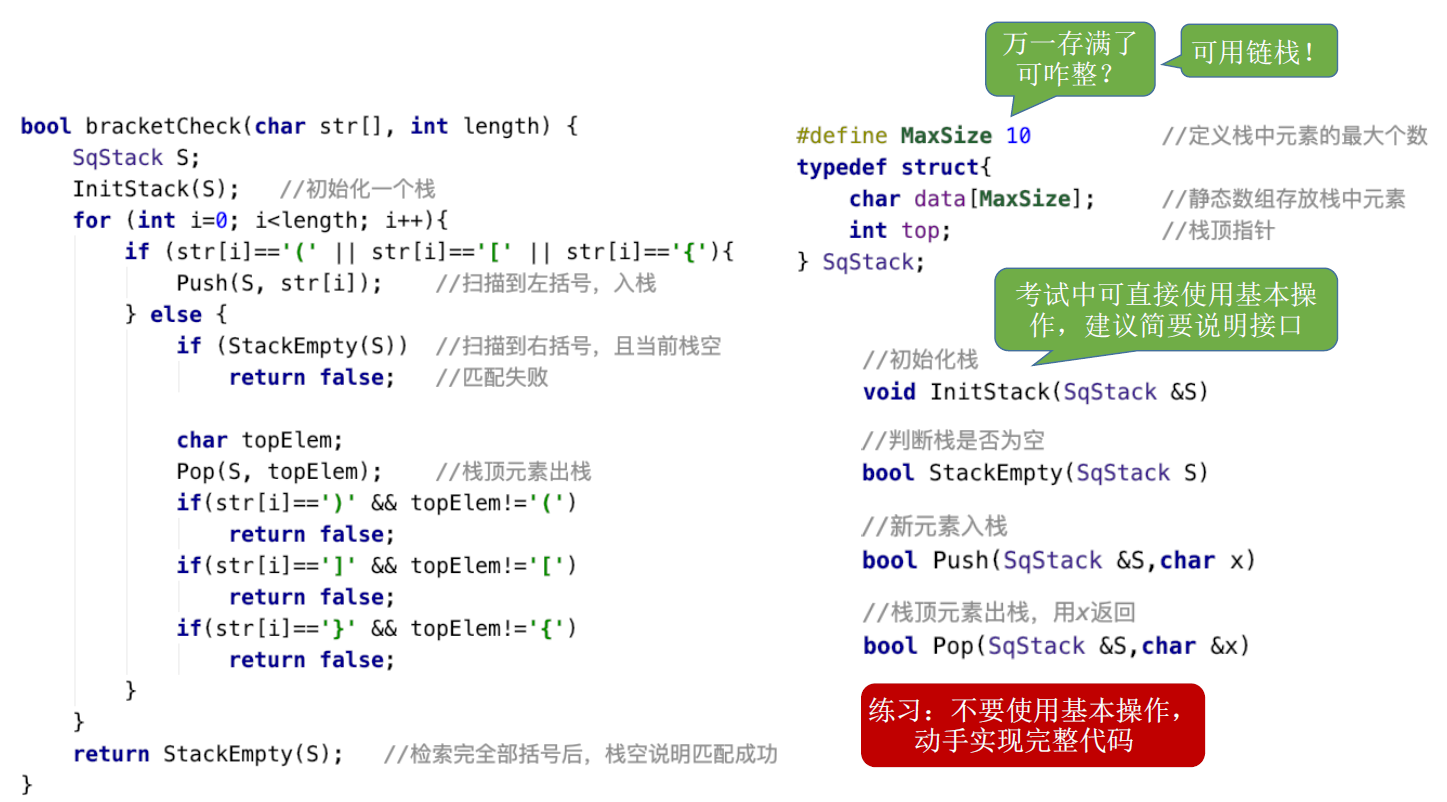 bool bracketCheck(char str[], int length) {
    SqStack S;
    InitStack(S);   //初始化一个栈
    for (int i=0; i<length; i++){
        if (str[i]=='(' || str[i]=='[' || str[i]=='{'){
            Push(S, str[i]);    //扫描到左括号，入栈
        } else {
            if (StackEmpty(S))  //扫描到右括号，且当前栈空
                return false;   //匹配失败
            char topElem;
            Pop(S, topElem);    //栈顶元素出栈
            if(str[i]==')' && topElem!='(')
                return false;
            if(str[i]==']' && topElem!='[')
                return false;
            if(str[i]=='}' && topElem!='{')
                return false;
        }
    }
    return StackEmpty(S);   //检索完全部括号后，栈空说明匹配成功
}
万一存满了
可咋整？
可用链栈！
#define MaxSize 10          //定义栈中元素的最大个数
typedef struct{
    char data[MaxSize];     //静态数组存放栈中元素
    int top;                //栈顶指针
} SqStack;
考试中可直接使用基本操
作，建议简要说明接口
//初始化栈
void InitStack(SqStack &S)
//判断栈是否为空
bool StackEmpty(SqStack S)
//新元素入栈
bool Push(SqStack &S,char x)
//栈顶元素出栈，用x返回
bool Pop(SqStack &S,char &x)
练习：不要使用基本操作，
动手实现完整代码